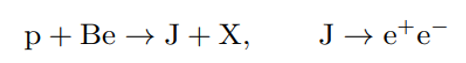 p + Be → J + X, J → e⁺e⁻